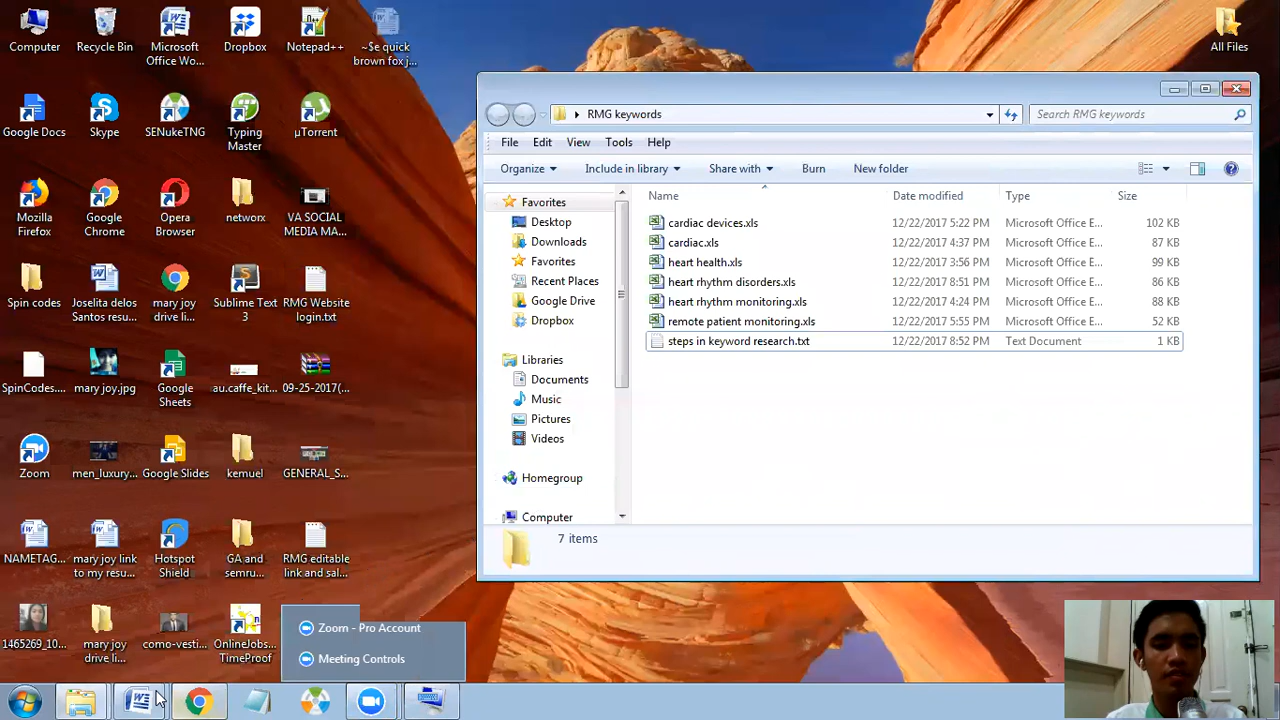 Computer
Recycle Bin
Microsoft
Office Wo...
Dropbox
Notepad++
~$e quick
brown fox j...
All Files
Google Docs
Skype
SENukeTNG
Typing
Master
µTorrent
Mozilla
Firefox
Google
Chrome
Opera
Browser
networx
VA SOCIAL
MEDIA MA...
Spin codes
Joselita delos
Santos resu...
mary joy
drive li...
Sublime Text
3
RMG Website
login.txt
SpinCodes....
mary joy.jpg
Google
Sheets
au.caffe_kit...
09-25-2017(...
Zoom
men_luxury...
Google Slides
kemuel
GENERAL_S...
NAMETAG...
mary joy link
to my resu...
Hotspot
Shield
GA and
semru...
RMG editable
link and sal...
1465269_10...
mary joy
drive li...
como-vesti...
OnlineJobs...
TimeProof
Zoom - Pro Account
Meeting Controls
RMG keywords
Search RMG keywords
File Edit View Tools Help
Organize Include in library Share with Burn New folder
Favorites
Desktop
Downloads
Favorites
Recent Places
Google Drive
Dropbox
Libraries
Documents
Music
Pictures
Videos
Homegroup
Computer
Name Date modified Type Size
cardiac devices.xls 12/22/2017 5:22 PM Microsoft Office E... 102 KB
cardiac.xls 12/22/2017 4:37 PM Microsoft Office E... 87 KB
heart health.xls 12/22/2017 3:56 PM Microsoft Office E... 99 KB
heart rhythm disorders.xls 12/22/2017 8:51 PM Microsoft Office E... 86 KB
heart rhythm monitoring.xls 12/22/2017 4:24 PM Microsoft Office E... 88 KB
remote patient monitoring.xls 12/22/2017 5:55 PM Microsoft Office E... 52 KB
steps in keyword research.txt 12/22/2017 8:52 PM Text Document 1 KB
7 items